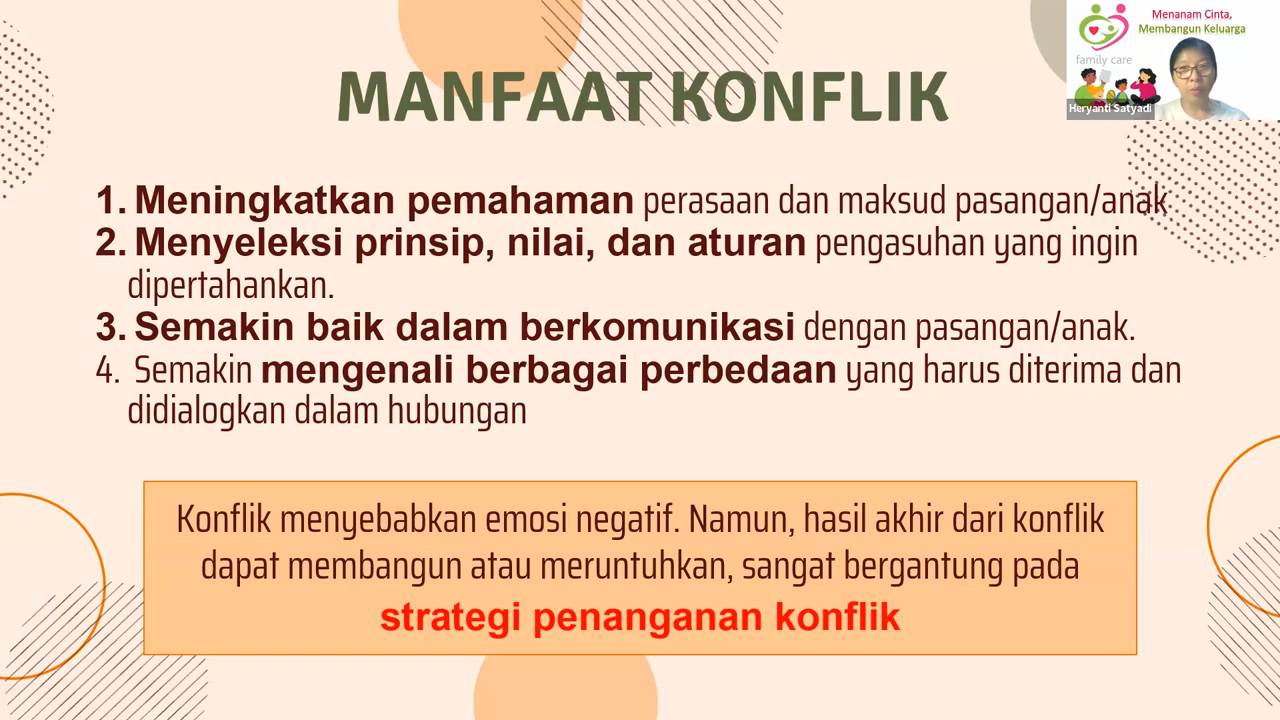 Menanam Cinta,
Membangun Keluarga
family care
Heryanti Satyadi
MANFAAT KONFLIK
1. Meningkatkan pemahaman perasaan dan maksud pasangan/anak
2. Menyeleksi prinsip, nilai, dan aturan pengasuhan yang ingin
dipertahankan.
3. Semakin baik dalam berkomunikasi dengan pasangan/anak.
4. Semakin mengenali berbagai perbedaan yang harus diterima dan
didialogkan dalam hubungan
Konflik menyebabkan emosi negatif. Namun, hasil akhir dari konflik
dapat membangun atau meruntuhkan, sangat bergantung pada
strategi penanganan konflik